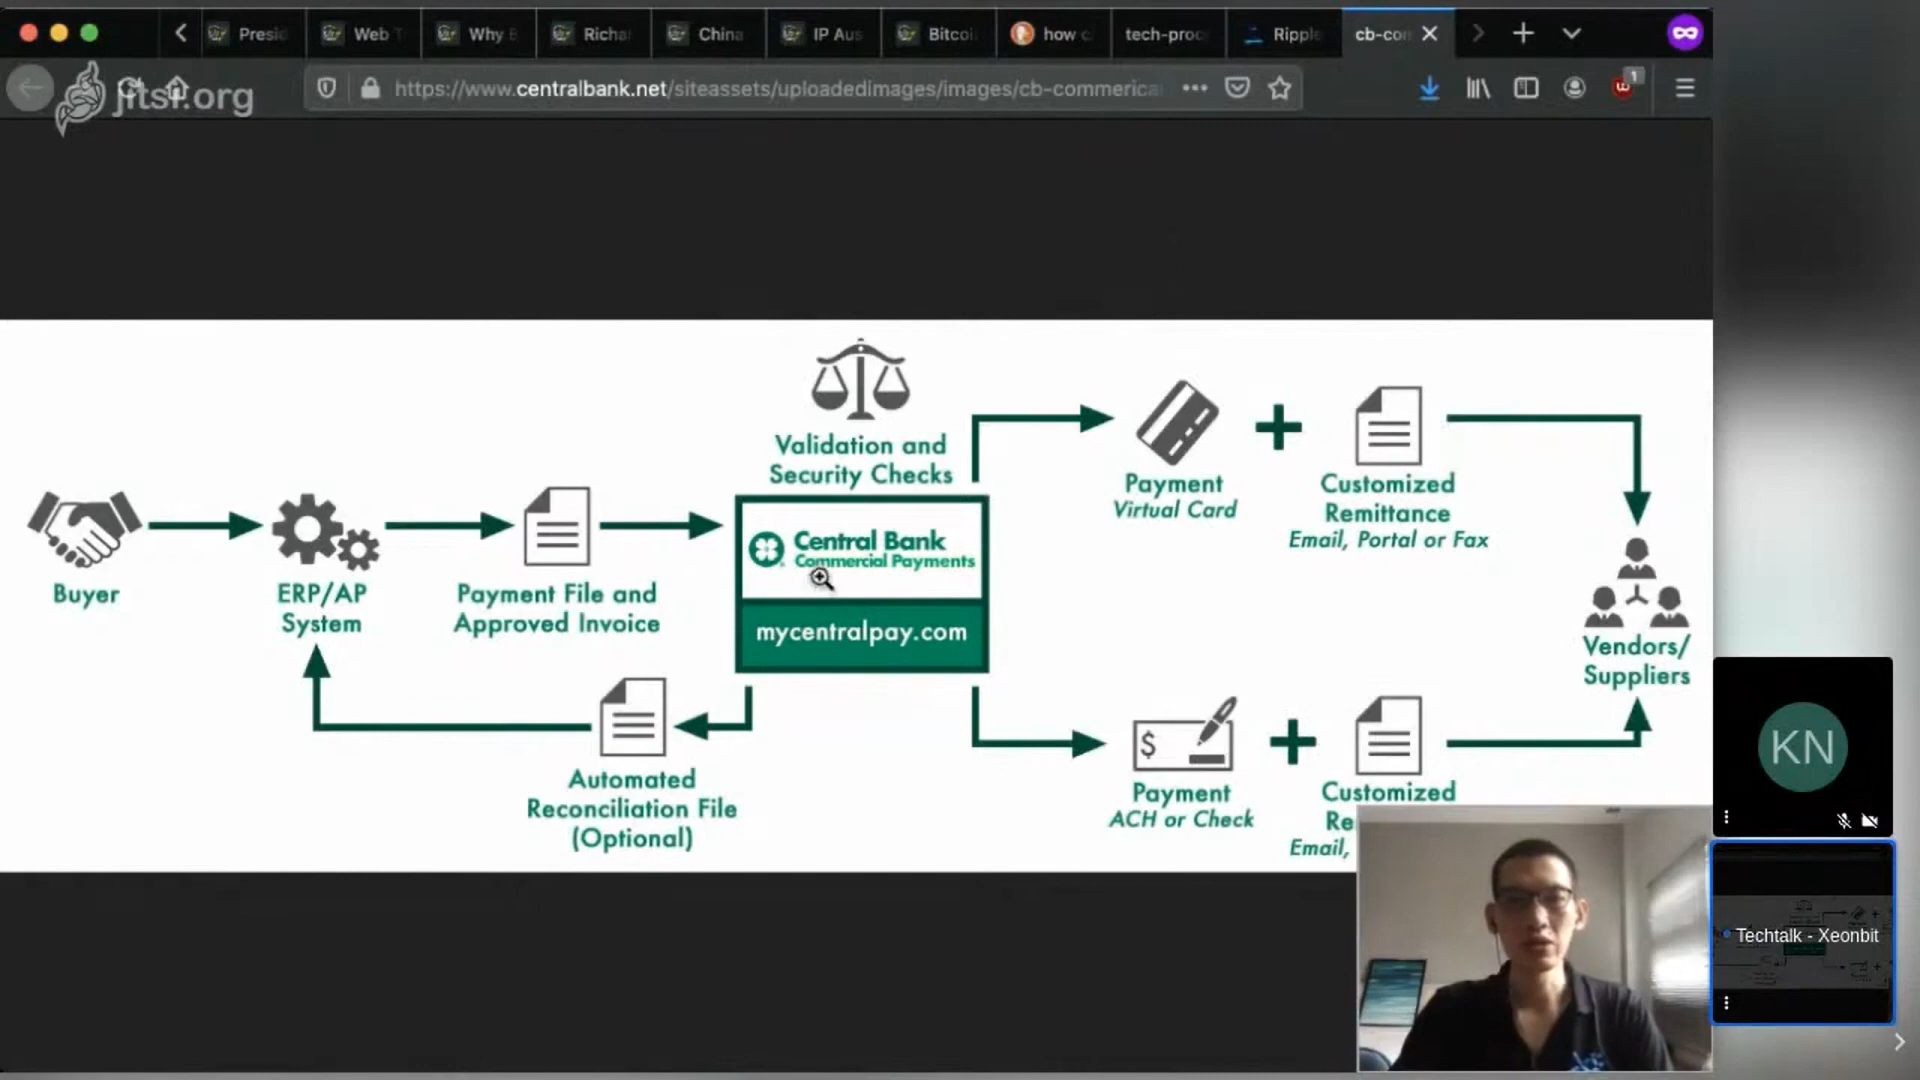 Presi
Web T
Why B
Richa
China
IP Aus
Bitcoi
how c
tech-proc
Ripple
cb-com
jitsi.org
https://www.centralbank.net/siteassets/uploadedimages/images/cb-commerica
1
Validation and
Security Checks
Central Bank
Commercial Payments
mycentralpay.com
Buyer
ERP/AP
System
Payment File and
Approved Invoice
Automated
Reconciliation File
(Optional)
Payment
Virtual Card
Customized
Remittance
Email, Portal or Fax
Vendors/
Suppliers
$
Payment
ACH or Check
Customized
Re
Email,
KN
Techtalk - Xeonbit